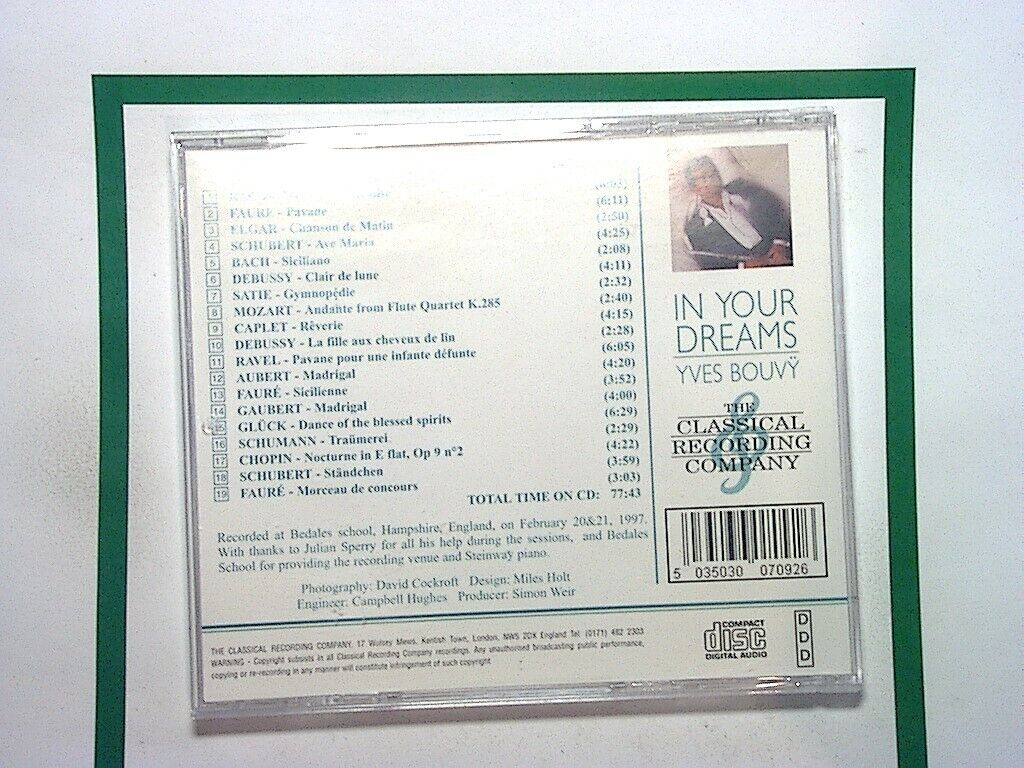 1
2 FAURÉ - Pavane (6:11)
3 ELGAR - Chanson de Matin (2:50)
4 SCHUBERT - Ave Maria (4:25)
5 BACH - Siciliano (2:08)
6 DEBUSSY - Clair de lune (4:11)
7 SATIE - Gymnopédie (2:32)
8 MOZART - Andante from Flute Quartet K.285 (2:40)
9 CAPLET - Rêverie (4:15)
10 DEBUSSY - La fille aux cheveux de lin (2:28)
11 RAVEL - Pavane pour une infante défunte (6:05)
12 AUBERT - Madrigal (4:20)
13 FAURÉ - Sicilienne (3:52)
14 GAUBERT - Madrigal (4:00)
15 GLÜCK - Dance of the blessed spirits (6:29)
16 SCHUMANN - Traümerei (2:29)
17 CHOPIN - Nocturne in E flat, Op 9 n°2 (4:22)
18 SCHUBERT - Ständchen (3:59)
19 FAURÉ - Morceau de concours (3:03)
TOTAL TIME ON CD: 77:43
Recorded at Bedales school, Hampshire, England, on February 20&21, 1997.
With thanks to Julian Sperry for all his help during the sessions, and Bedales
School for providing the recording venue and Steinway piano.
Photography: David Cockroft Design: Miles Holt
Engineer: Campbell Hughes Producer: Simon Weir
THE CLASSICAL RECORDING COMPANY, 17 Wolsey Mews, Kentish Town, London, NW5 2DX England Tel: (0171) 482 2303
WARNING - Copyright subsists in all Classical Recording Company recordings. Any unauthorised broadcasting public performance,
copying or re-recording in any manner will constitute infringement of such copyright
IN YOUR
DREAMS
YVES BOUVŸ
THE
CLASSICAL
RECORDING
COMPANY
5 035030 070926
COMPACT
disc
DIGITAL AUDIO
D
D
D